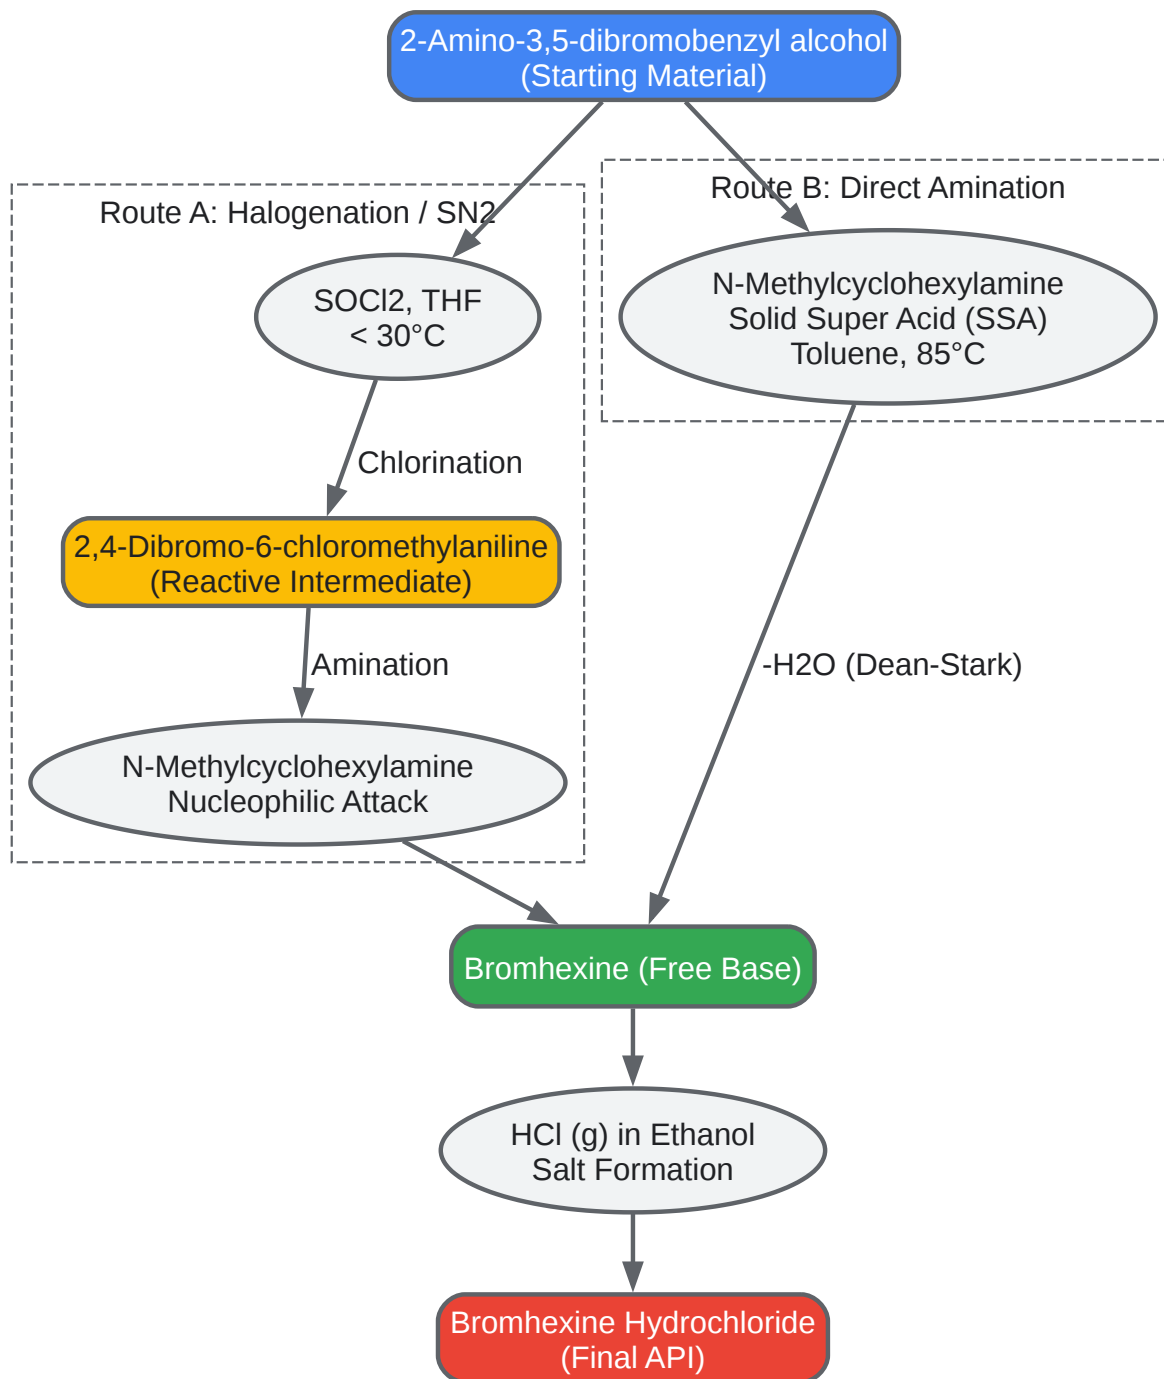 2-Amino-3,5-dibromobenzyl alcohol
(Starting Material)
Route A: Halogenation / SN2
Route B: Direct Amination
SOCl2, THF
< 30°C
N-Methylcyclohexylamine
Solid Super Acid (SSA)
Toluene, 85°C
Chlorination
2,4-Dibromo-6-chloromethylaniline
(Reactive Intermediate)
Amination
-H2O (Dean-Stark)
N-Methylcyclohexylamine
Nucleophilic Attack
Bromhexine (Free Base)
HCl (g) in Ethanol
Salt Formation
Bromhexine Hydrochloride
(Final API)